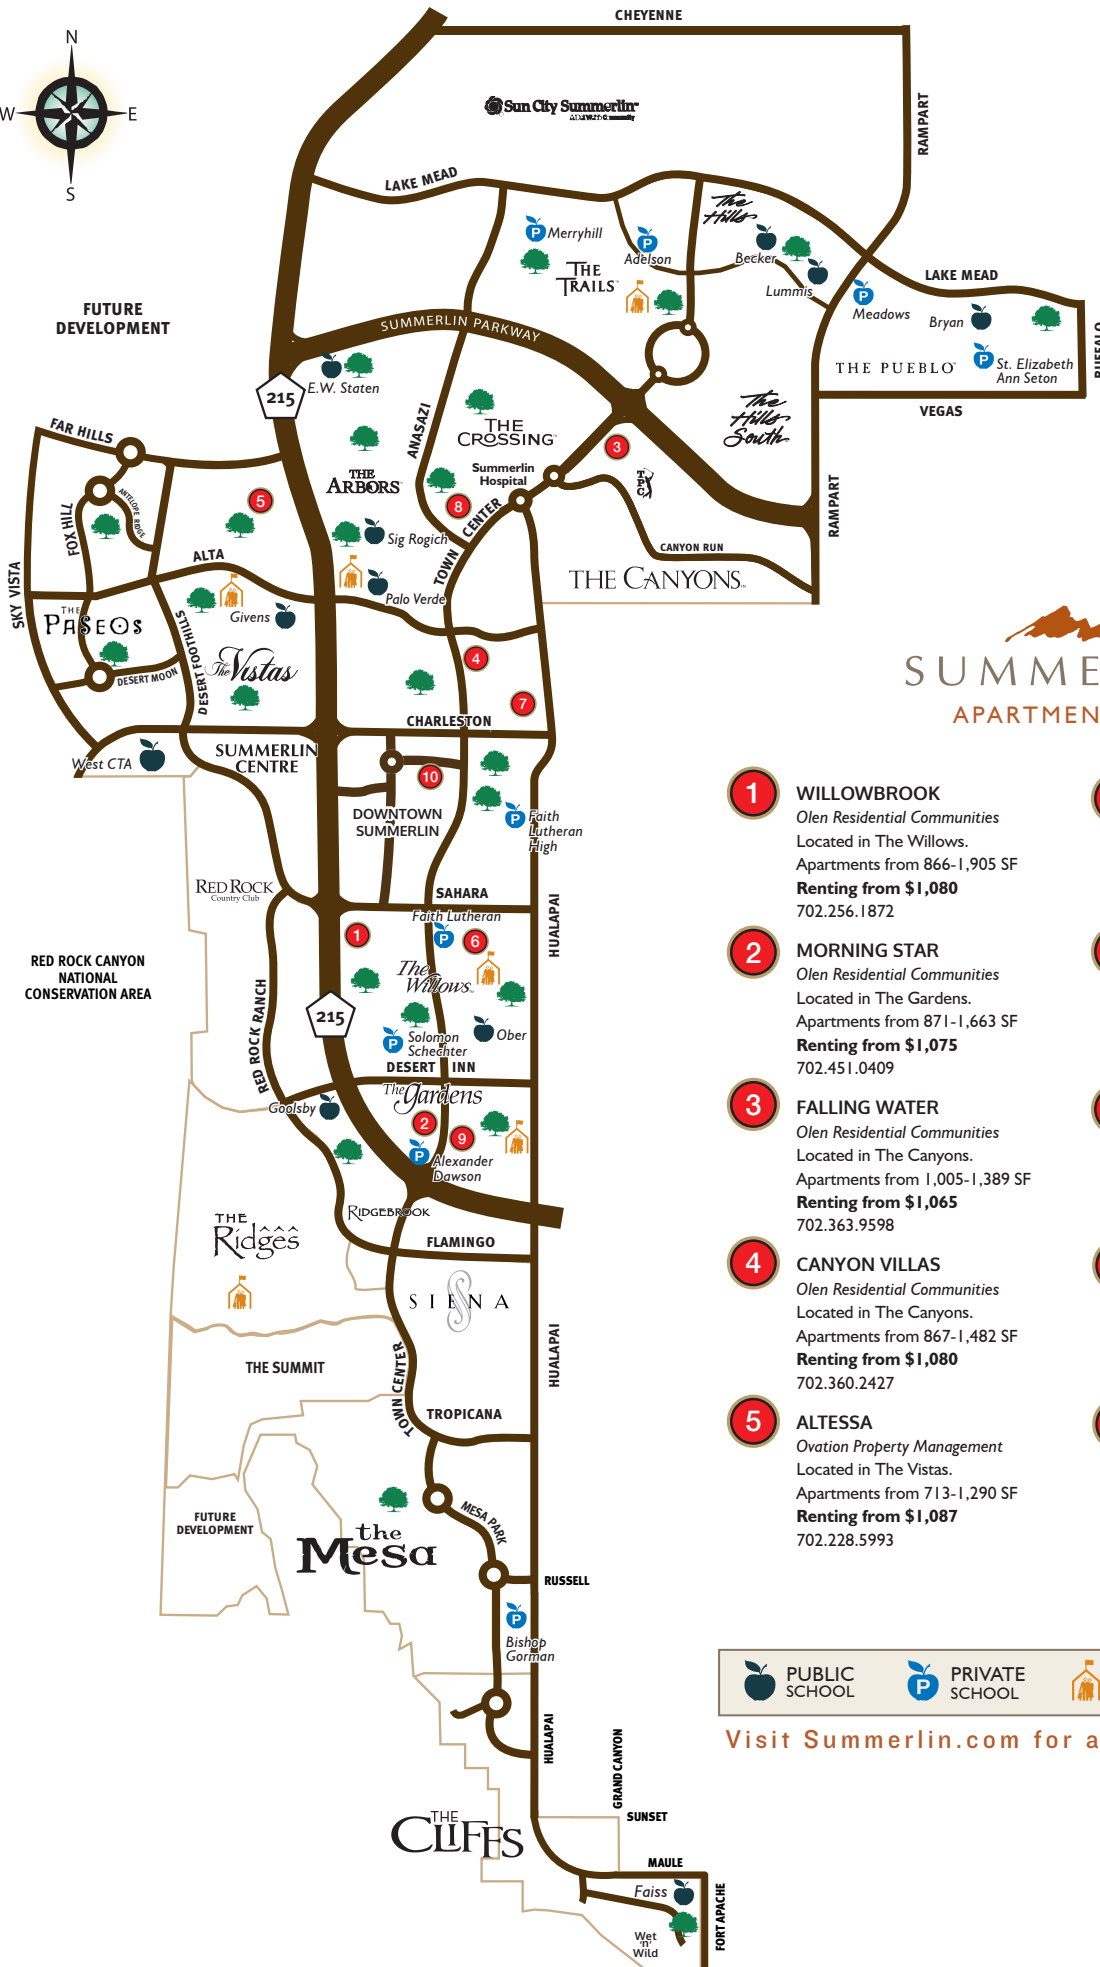 CHEYENNE
N
W
E
S
Sun City Summerlin
RAMPART
LAKE MEAD
The
Hills
Merryhill
Adelson
Becker
THE
TRAILS
Lummis
LAKE MEAD
Meadows
Bryan
FUTURE
DEVELOPMENT
SUMMERLIN PARKWAY
THE PUEBLO
St. Elizabeth
Ann Seton
BUFFALO
E.W. Staten
215
VEGAS
The
Hills
South
ANASAZI
THE
CROSSING
FAR HILLS
3
Summerlin
Hospital
TPC
THE
ARBORS
ANTELOPE RIDGE
5
8
FOX HILL
TOWN CENTER
RAMPART
Sig Rogich
CANYON RUN
ALTA
THE CANYONS
SKY VISTA
Palo Verde
THE
PASEOS
Givens
DESERT FOOTHILLS
The Vistas
4
DESERT MOON
7
SUMME
APARTMEN
CHARLESTON
West CTA
SUMMERLIN
CENTRE
10
DOWNTOWN
SUMMERLIN
Faith
Lutheran
High
RED ROCK
Country Club
SAHARA
Faith Lutheran
HUALAPAI
1
6
RED ROCK CANYON
NATIONAL
CONSERVATION AREA
The
Willows
RED ROCK RANCH
215
Solomon
Schechter
Ober
DESERT INN
The Gardens
Goolsby
2
9
Alexander
Dawson
RIDGEBROOK
THE
Ridges
FLAMINGO
SIENA
HUALAPAI
THE SUMMIT
TOWN CENTER
TROPICANA
FUTURE
DEVELOPMENT
MESA PARK
the
Mesa
RUSSELL
Bishop
Gorman
HUALAPAI
GRAND CANYON
SUNSET
THE
CLIFFS
MAULE
Faiss
FORT APACHE
Wet
'n'
Wild
1
WILLOWBROOK
Olen Residential Communities
Located in The Willows.
Apartments from 866-1,905 SF
Renting from $1,080
702.256.1872
2
MORNING STAR
Olen Residential Communities
Located in The Gardens.
Apartments from 871-1,663 SF
Renting from $1,075
702.451.0409
3
FALLING WATER
Olen Residential Communities
Located in The Canyons.
Apartments from 1,005-1,389 SF
Renting from $1,065
702.363.9598
4
CANYON VILLAS
Olen Residential Communities
Located in The Canyons.
Apartments from 867-1,482 SF
Renting from $1,080
702.360.2427
5
ALTESSA
Ovation Property Management
Located in The Vistas.
Apartments from 713-1,290 SF
Renting from $1,087
702.228.5993
PUBLIC
SCHOOL
P
PRIVATE
SCHOOL
Visit Summerlin.com for a